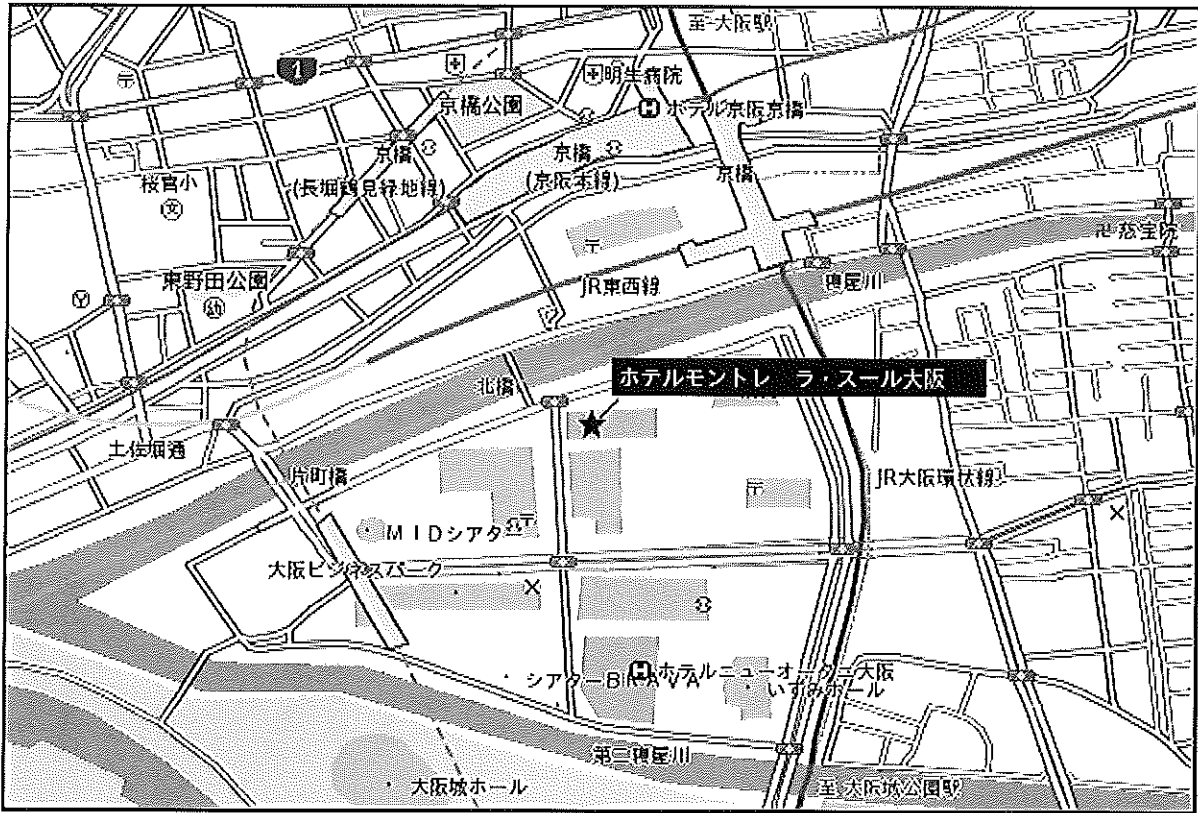 至 大阪駅
1
明生病院
京橋公園
ホテル京阪京橋
京橋
(長堀鶴見緑地線)
京橋
(京阪本線)
京橋
桜宮小
文
慈宝院
東野田公園
幼
JR東西線
寝屋川
ホテルモントレ ラ・スール大阪
北橋
土佐堀通
片町橋
JR大阪環状線
MIDシアタ
大阪ビジネスパーク
シアターBRAVA
ホテルニューオータニ大阪
いずみホール
第二寝屋川
大阪城ホール
至 大阪城公園駅